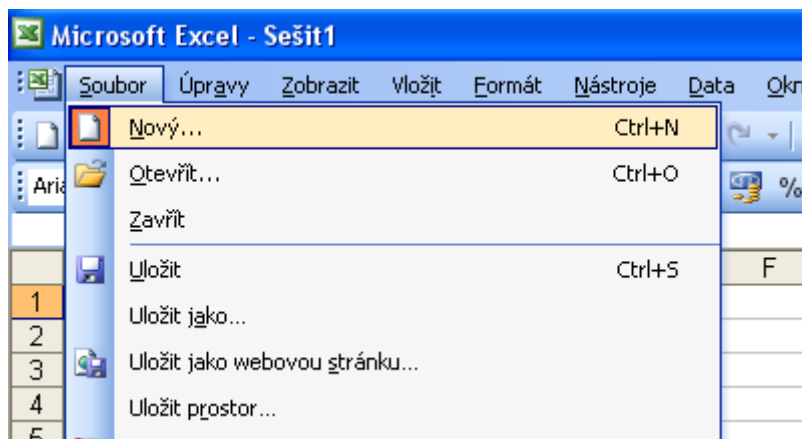 Microsoft Excel - Sešit1
Soubor Úpravy Zobrazit Vložit Formát Nástroje Data
Nový... Ctrl+N
Otevřít... Ctrl+O
%
Zavřít
Uložit Ctrl+S
F
1
Uložit jako...
2
Uložit jako webovou stránku...
3
Uložit prostor...
4
5